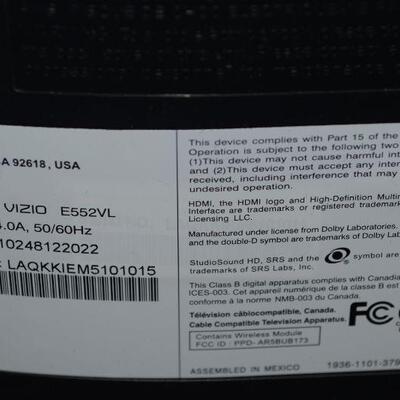 A 92618, USA
VIZIO E552VL
.0A, 50/60Hz
10248122022
LAQKKIEM5101015
This device complies with Part 15 of the
Operation is subject to the following two
(1)This device may not cause harmful inte
and (2)This device must accept any inter
received, including interference that may
undesired operation.
HDMI, the HDMI logo and High-Definition Multi
Interface are trademarks or registered trademark
Licensing LLC.
Manufactured under license from Dolby Laboratories.
and the double-D symbol are trademarks of Dolby Lab
StudioSound HD, SRS and the symbol are
trademarks of SRS Labs, Inc.
This Class B digital apparatus complies with Canadia
ICES-003. Cet appareil numérique de la classe B est
à la norme NMB-003 du Canada.
Télévision câblocompatible, Canada.
Cable Compatible Television Apparatus.
FC
Contains Wireless Module
FCC ID : PPD- AR5BUB173
ASSEMBLED IN MEXICO
1936-1101-379